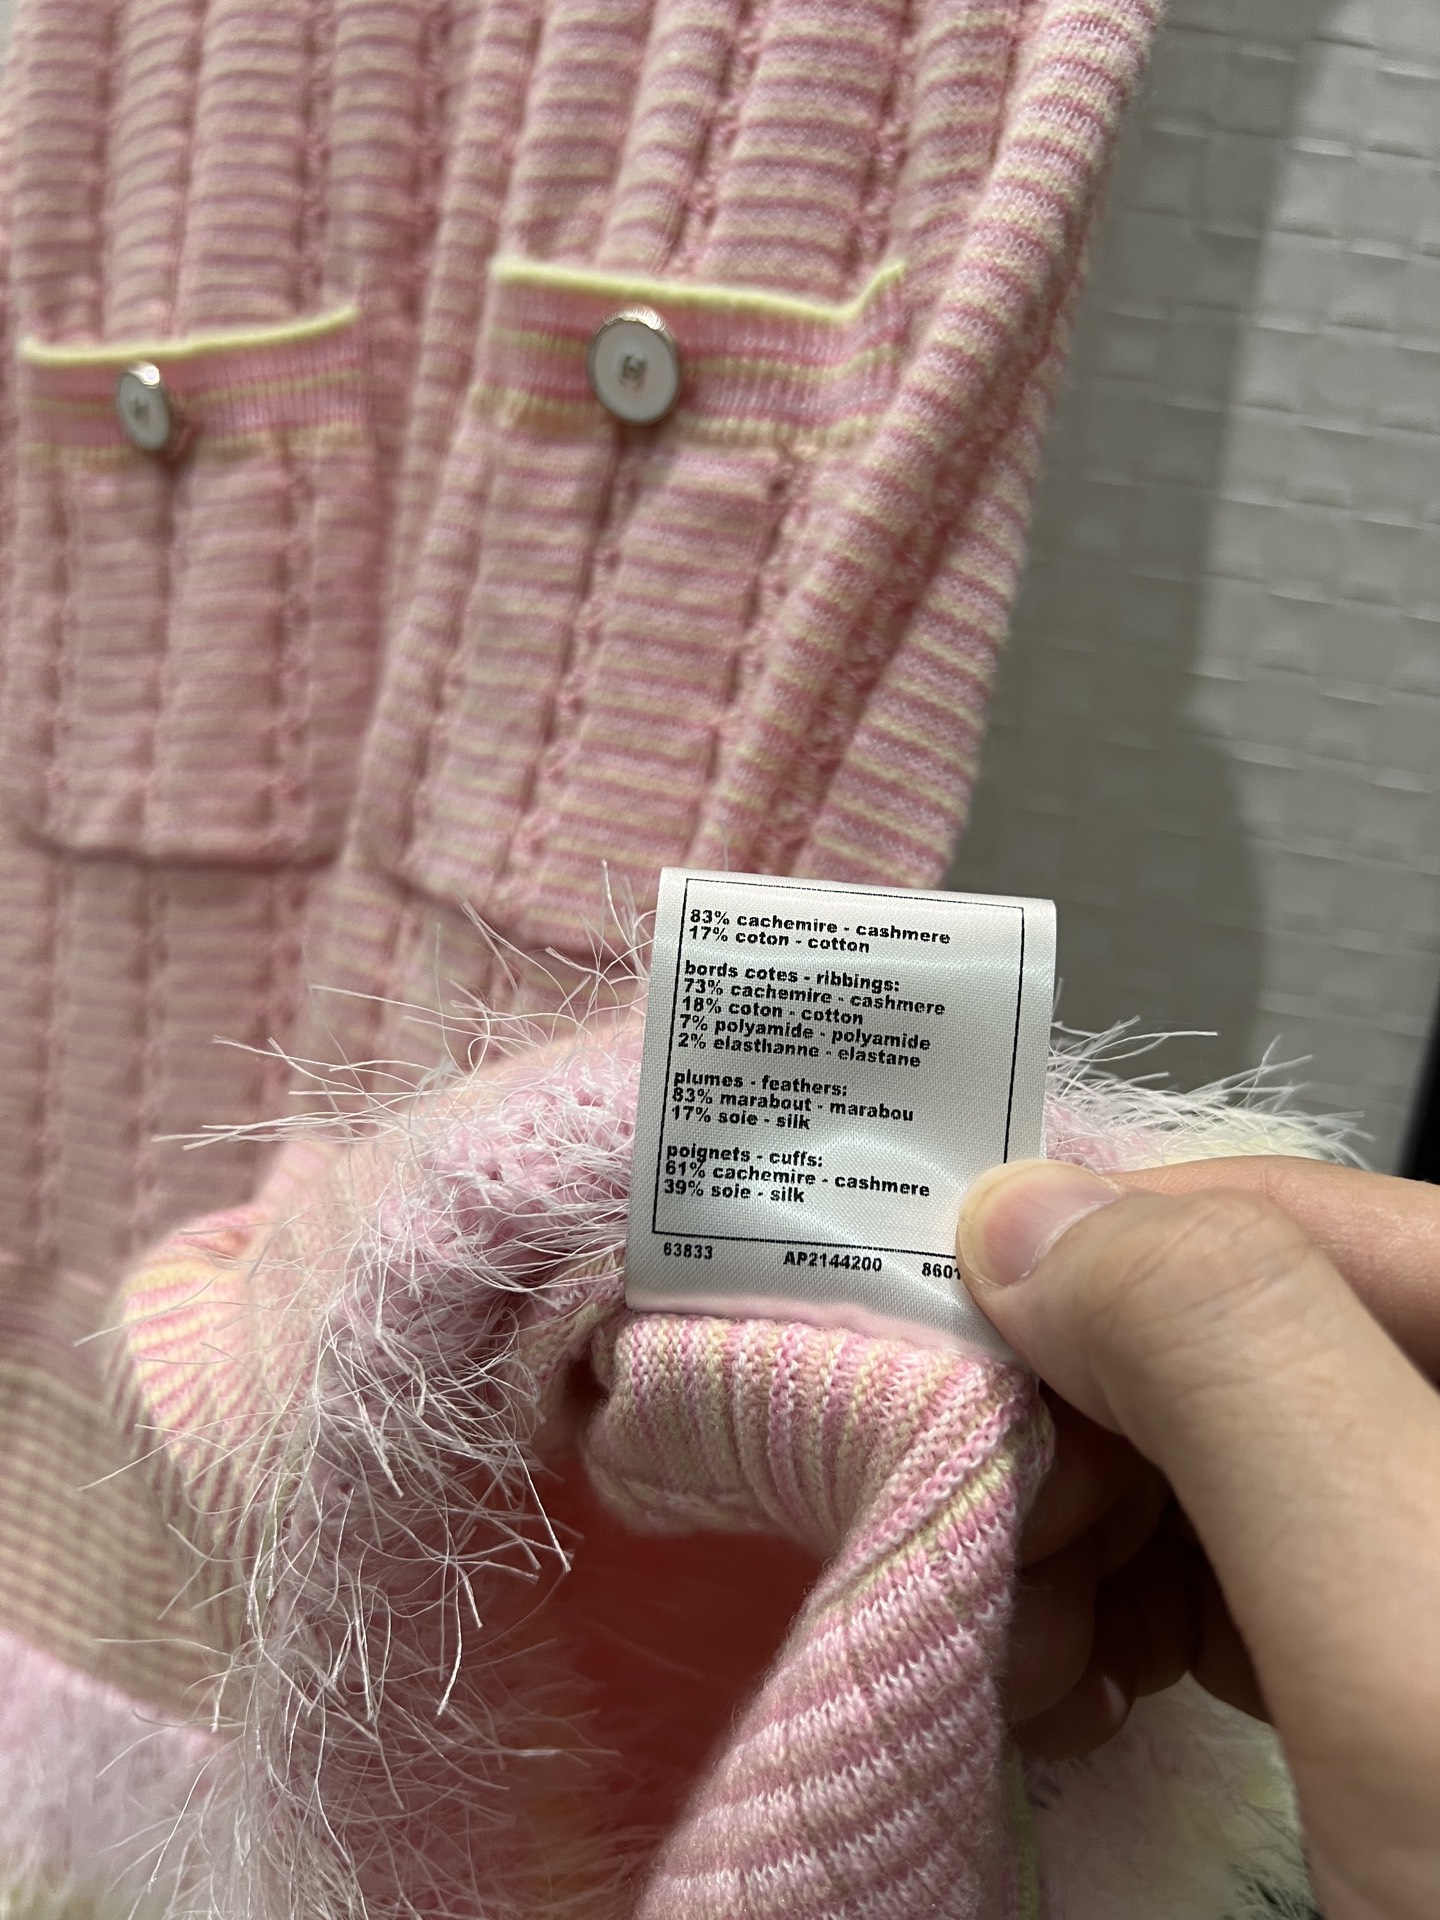 83% cachemire - cashmere
17% coton - cotton
bords cotes - ribbings:
73% cachemire - cashmere
18% coton - cotton
7% polyamide - polyamide
2% elasthanne - elastane
plumes - feathers:
83% marabout - marabou
17% soie - silk
poignets - cuffs:
61% cachemire - cashmere
39% soie - silk
63833 AP2144200